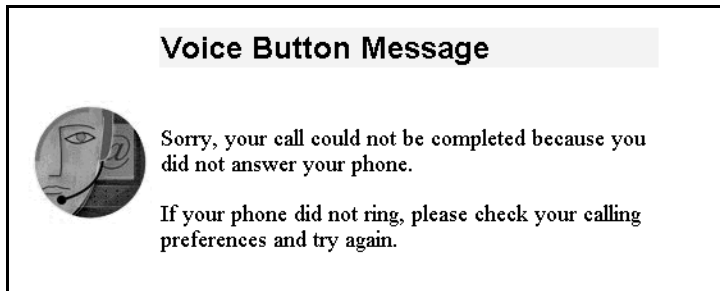 Voice Button Message
@
Sorry, your call could not be completed because you
did not answer your phone.
If your phone did not ring, please check your calling
preferences and try again.